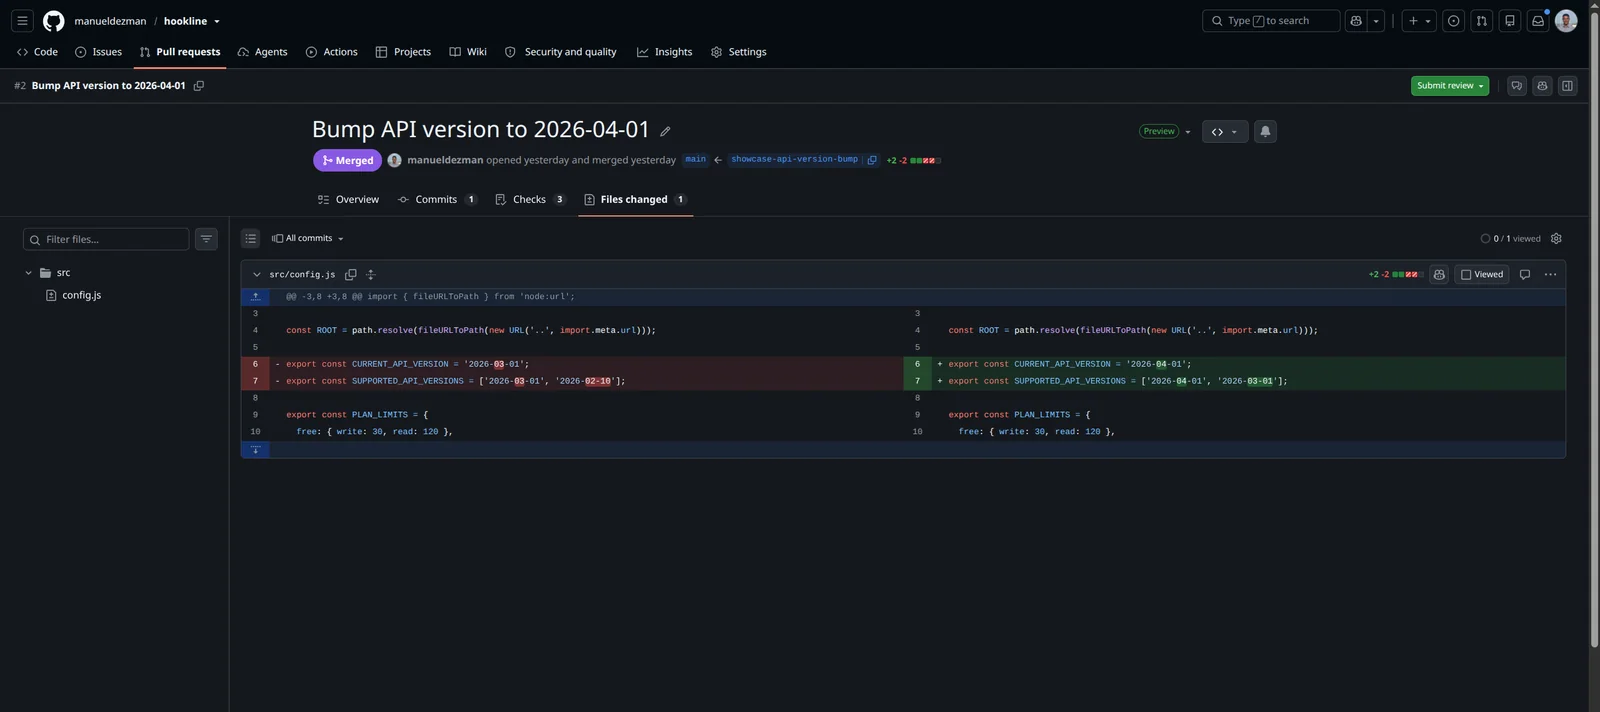 manueldezman / hookline
Type / to search
Code
Issues
Pull requests
Agents
Actions
Projects
Wiki
Security and quality
Insights
Settings
#2 Bump API version to 2026-04-01
Submit review
Bump API version to 2026-04-01
Preview
Merged manueldezman opened yesterday and merged yesterday main ← showcase-api-version-bump +2 -2
Overview
Commits 1
Checks 3
Files changed 1
Filter files...
All commits
0 / 1 viewed
src
config.js
src/config.js
+2 -2
Viewed
@@ -3,8 +3,8 @@ import { fileURLToPath } from 'node:url';
3
4 const ROOT = path.resolve(fileURLToPath(new URL('..', import.meta.url)));
5
6 - export const CURRENT_API_VERSION = '2026-03-01';
7 - export const SUPPORTED_API_VERSIONS = ['2026-03-01', '2026-02-10'];
8
9 export const PLAN_LIMITS = {
10 free: { write: 30, read: 120 },
3
4 const ROOT = path.resolve(fileURLToPath(new URL('..', import.meta.url)));
5
6 + export const CURRENT_API_VERSION = '2026-04-01';
7 + export const SUPPORTED_API_VERSIONS = ['2026-04-01', '2026-03-01'];
8
9 export const PLAN_LIMITS = {
10 free: { write: 30, read: 120 },